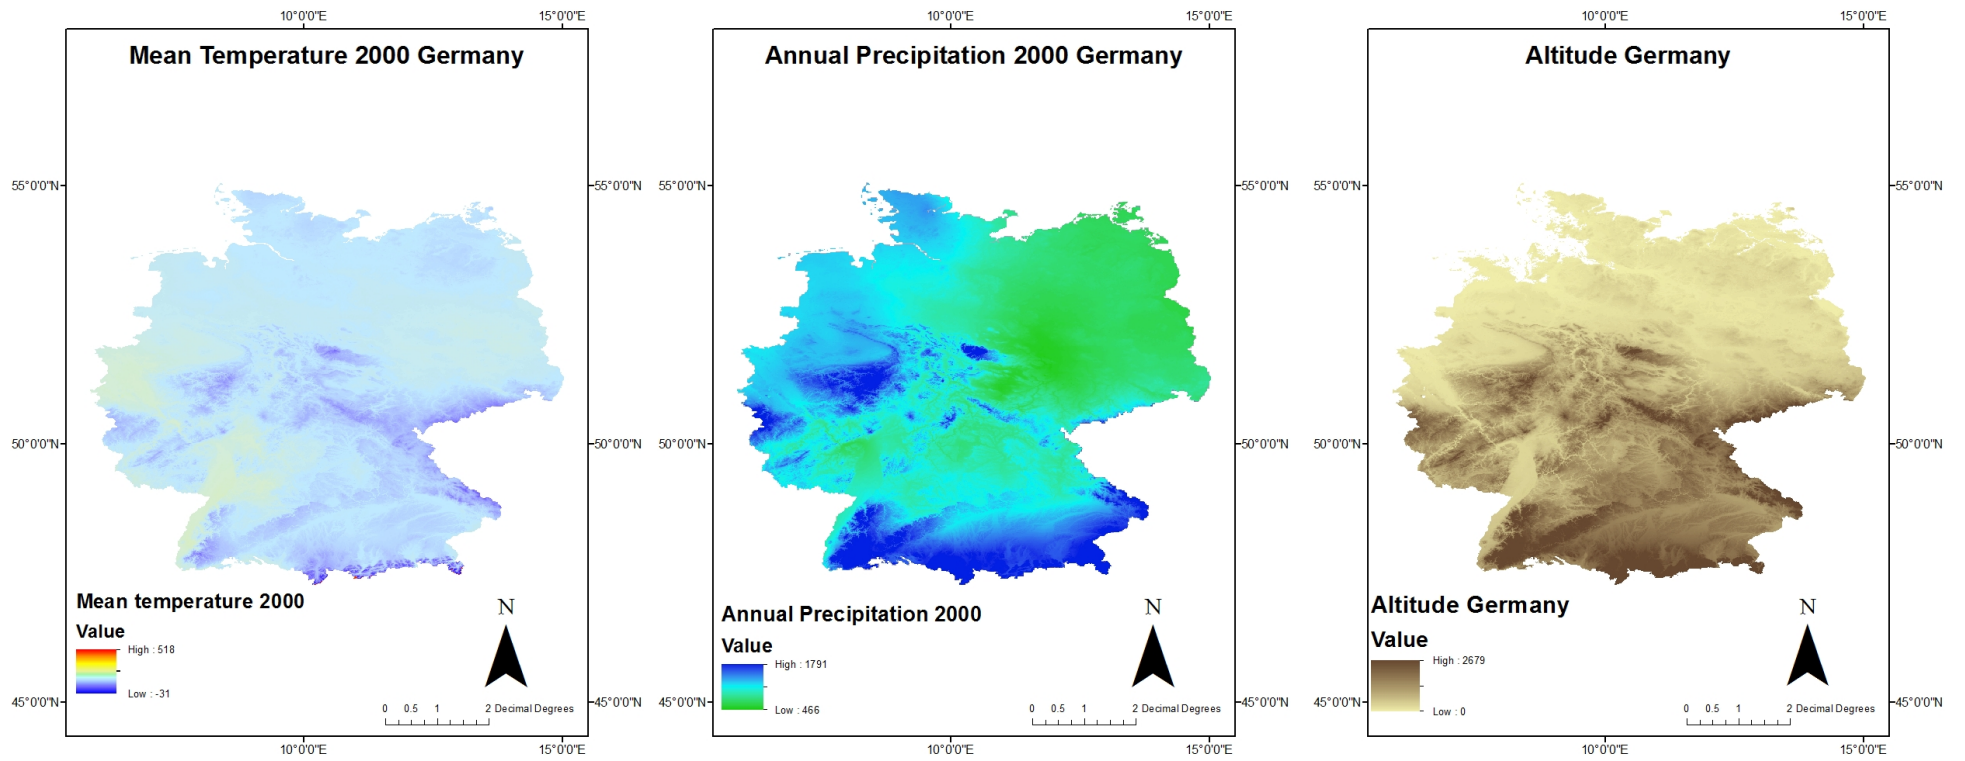 10°0'0"E 15°0'0"E
Mean Temperature 2000 Germany
55°0'0"N 55°0'0"N
50°0'0"N 50°0'0"N
45°0'0"N 45°0'0"N
Mean temperature 2000
Value
High : 518
Low : -31
N
0 0.5 1 2 Decimal Degrees
10°0'0"E 15°0'0"E
10°0'0"E 15°0'0"E
Annual Precipitation 2000 Germany
55°0'0"N 55°0'0"N
50°0'0"N 50°0'0"N
45°0'0"N 45°0'0"N
Annual Precipitation 2000
Value
High : 1791
Low : 466
N
0 0.5 1 2 Decimal Degrees
10°0'0"E 15°0'0"E
10°0'0"E 15°0'0"E
Altitude Germany
55°0'0"N 55°0'0"N
50°0'0"N 50°0'0"N
45°0'0"N 45°0'0"N
Altitude Germany
Value
High : 2679
Low : 0
N
0 0.5 1 2 Decimal Degrees
10°0'0"E 15°0'0"E